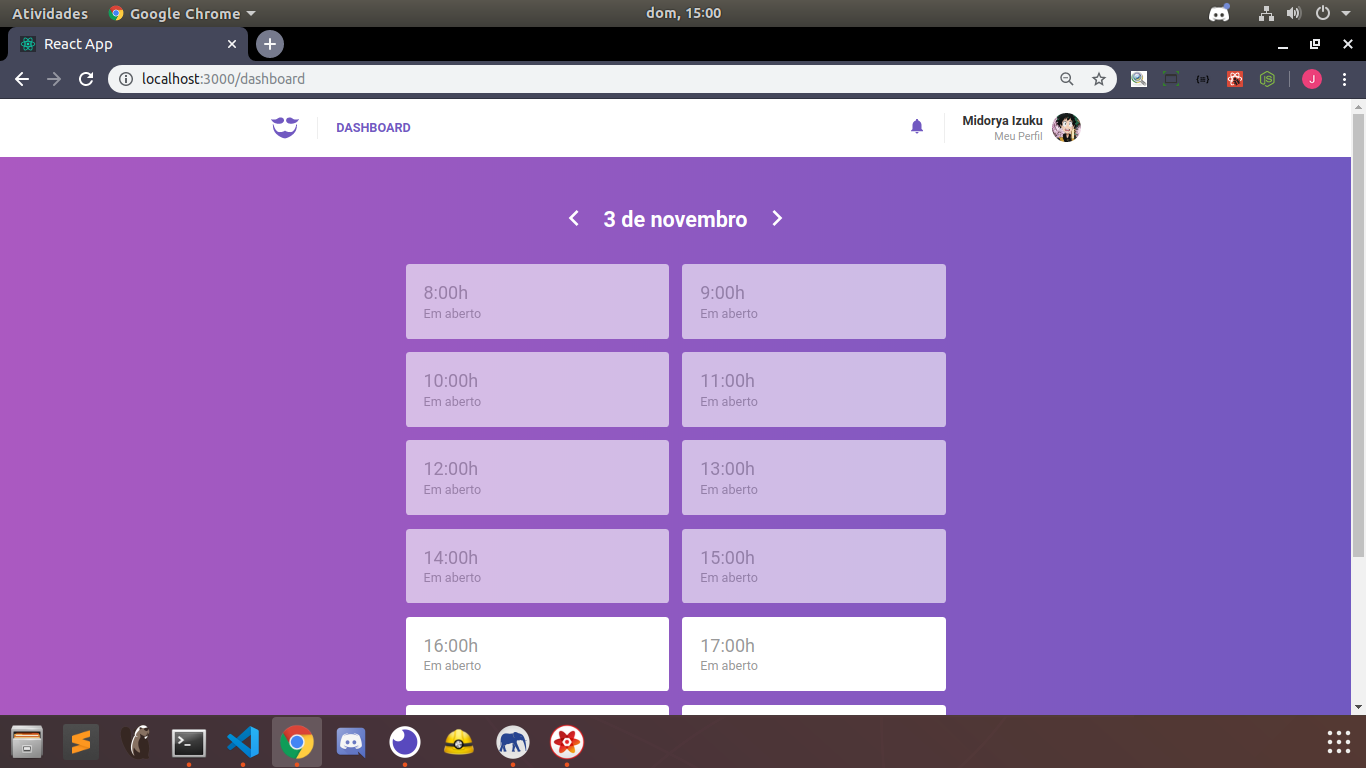 Atividades
Google Chrome
dom, 15:00
React App
localhost:3000/dashboard
J
DASHBOARD
Midorya Izuku
Meu Perfil
3 de novembro
8:00h
Em aberto
9:00h
Em aberto
10:00h
Em aberto
11:00h
Em aberto
12:00h
Em aberto
13:00h
Em aberto
14:00h
Em aberto
15:00h
Em aberto
16:00h
Em aberto
17:00h
Em aberto